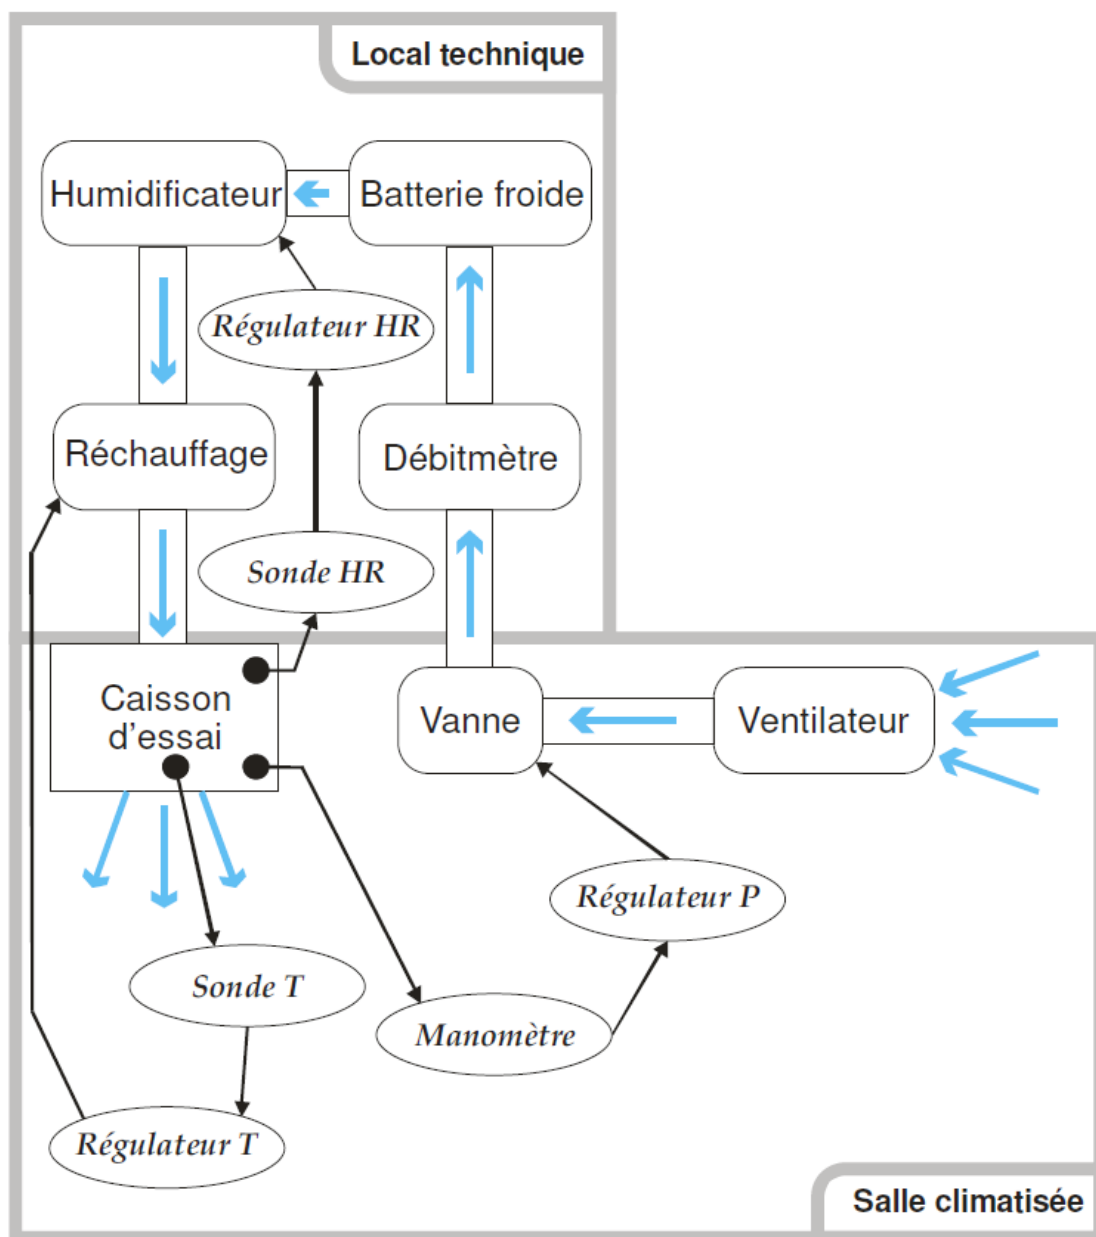 Local technique
Humidificateur
Batterie froide
Régulateur HR
Réchauffage
Débitmètre
Sonde HR
Caisson
d'essai
Vanne
Ventilateur
Régulateur P
Sonde T
Manomètre
Régulateur T
Salle climatisée